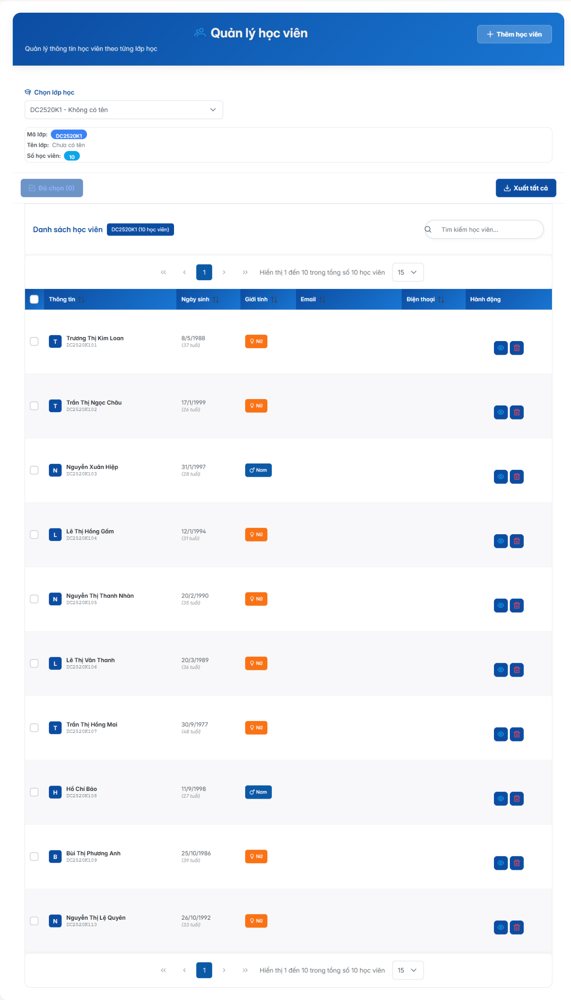 Quản lý học viên
Thêm học viên
Quản lý thông tin học viên theo từng lớp học
Chọn lớp học
DC2520K1 - Không có tên
Mã lớp: DC2520K1
Tên lớp: Chưa có tên
Số học viên: 10
Đã chọn (0)
Xuất tất cả
Danh sách học viên DC2520K1 (10 học viên)
Tìm kiếm học viên...
« ‹ 1 › » Hiển thị 1 đến 10 trong tổng số 10 học viên 15
Thông tin Ngày sinh Giới tính Email Điện thoại Hành động
T Trương Thị Kim Loan 8/5/1988 Nữ
DC2520K101 (37 tuổi)
T Trần Thị Ngọc Châu 17/1/1999 Nữ
DC2520K102 (26 tuổi)
N Nguyễn Xuân Hiệp 31/1/1997 Nam
DC2520K103 (28 tuổi)
L Lê Thị Hồng Gấm 12/1/1994 Nữ
DC2520K104 (31 tuổi)
N Nguyễn Thị Thanh Nhàn 20/2/1990 Nữ
DC2520K105 (35 tuổi)
L Lê Thị Vân Thanh 20/3/1989 Nữ
DC2520K106 (36 tuổi)
T Trần Thị Hồng Mai 30/9/1977 Nữ
DC2520K107 (48 tuổi)
H Hồ Chí Bảo 11/9/1998 Nam
DC2520K108 (27 tuổi)
B Bùi Thị Phương Anh 25/10/1986 Nữ
DC2520K109 (39 tuổi)
N Nguyễn Thị Lệ Quyên 26/10/1992 Nữ
DC2520K110 (33 tuổi)
« ‹ 1 › » Hiển thị 1 đến 10 trong tổng số 10 học viên 15